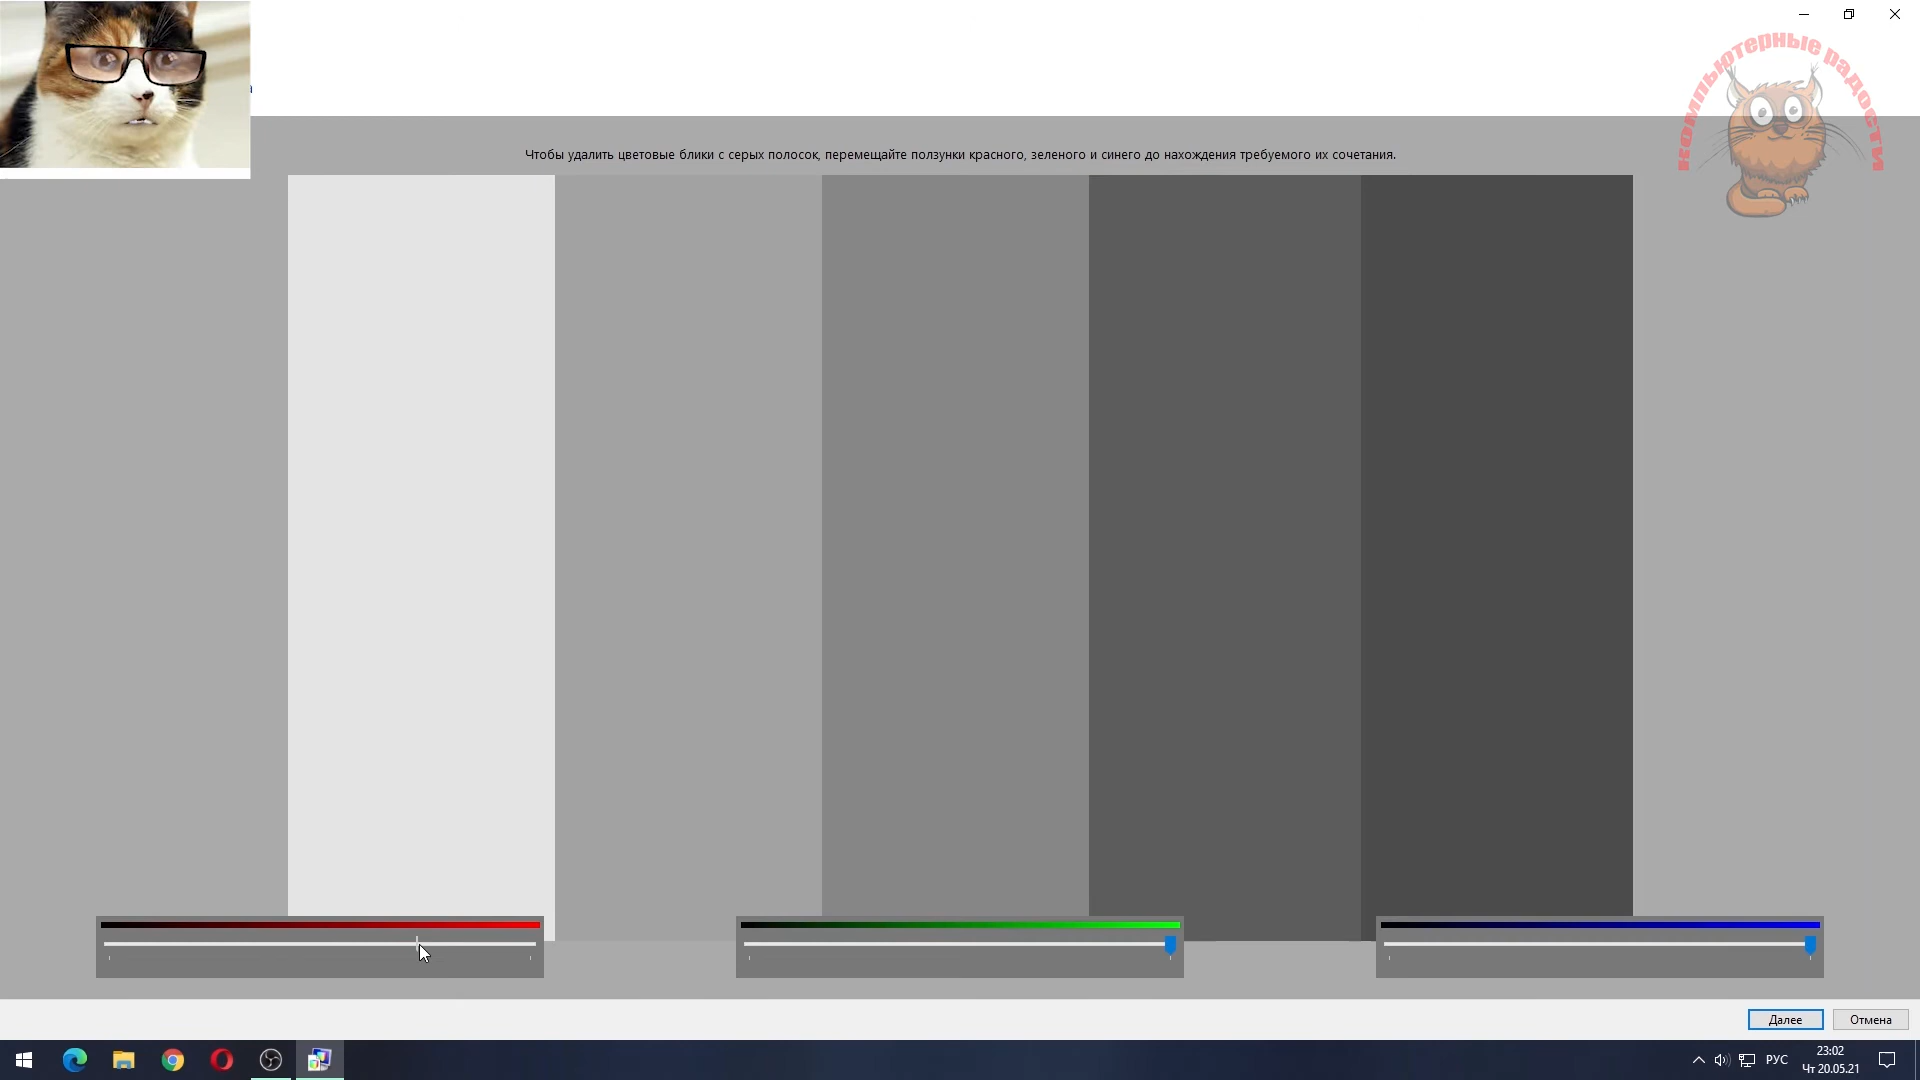 компьютерные радости
Чтобы удалить цветовые блики с серых полосок, перемещайте ползунки красного, зеленого и синего до нахождения требуемого их сочетания.
Далее
Отмена
РУС
23:02
Чт 20.05.21